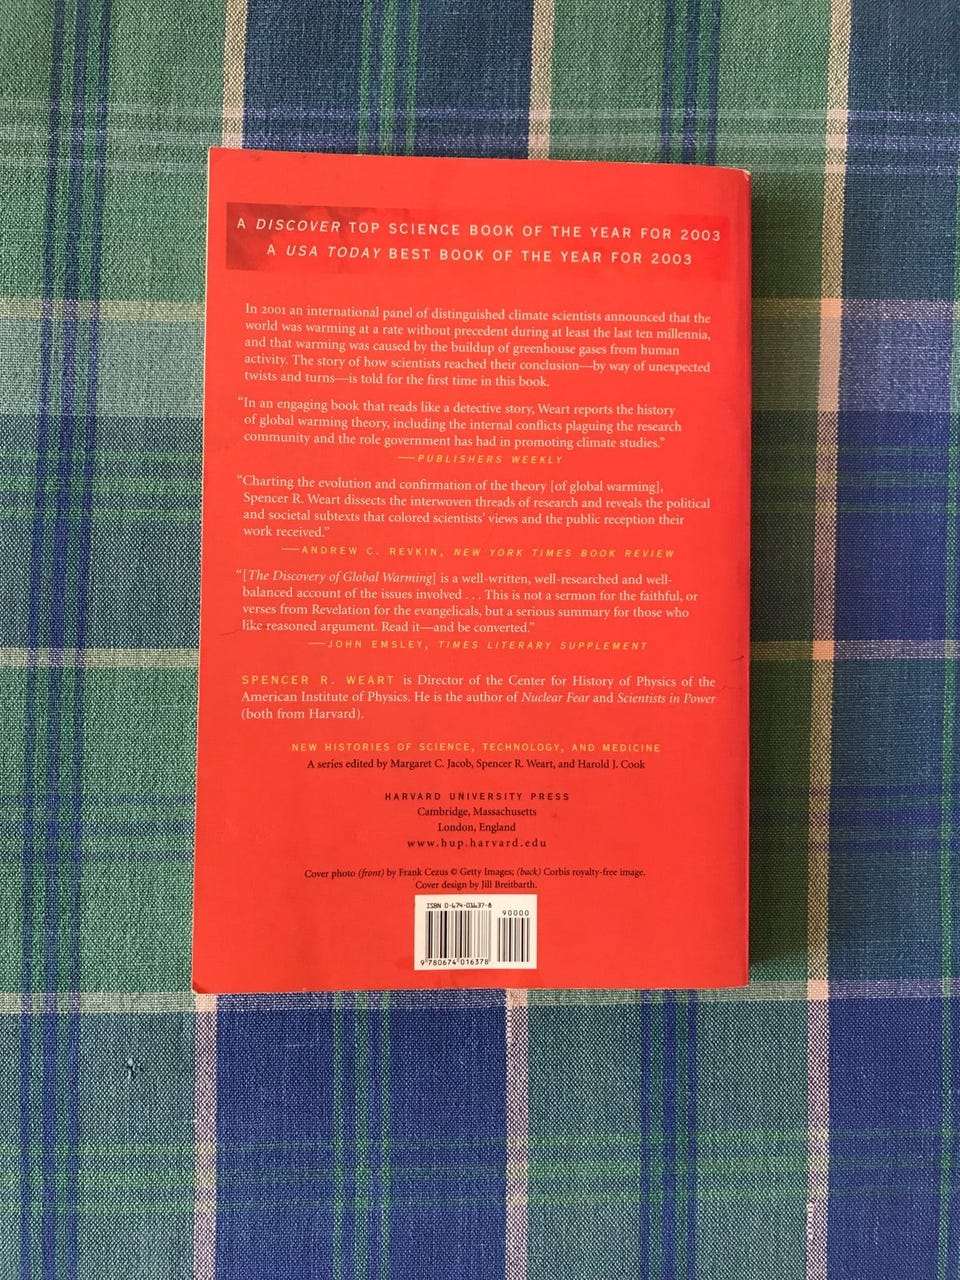 A DISCOVER TOP SCIENCE BOOK OF THE YEAR FOR 2003
A USA TODAY BEST BOOK OF THE YEAR FOR 2003
In 2001 an international panel of distinguished climate scientists announced that the
world was warming at a rate without precedent during at least the last ten millennia,
and that warming was caused by the buildup of greenhouse gases from human
activity. The story of how scientists reached their conclusion—by way of unexpected
twists and turns—is told for the first time in this book.
“In an engaging book that reads like a detective story, Weart reports the history
of global warming theory, including the internal conflicts plaguing the research
community and the role government has had in promoting climate studies.”
—PUBLISHERS WEEKLY
“Charting the evolution and confirmation of the theory [of global warming],
Spencer R. Weart dissects the interwoven threads of research and reveals the political
and societal subtexts that colored scientists’ views and the public reception their
work received.”
—ANDREW C. REVKIN, NEW YORK TIMES BOOK REVIEW
“[The Discovery of Global Warming] is a well-written, well-researched and well-
balanced account of the issues involved . . . This is not a sermon for the faithful, or
verses from Revelation for the evangelicals, but a serious summary for those who
like reasoned argument. Read it—and be converted.”
—JOHN EMSLEY, TIMES LITERARY SUPPLEMENT
SPENCER R. WEART is Director of the Center for History of Physics of the
American Institute of Physics. He is the author of Nuclear Fear and Scientists in Power
(both from Harvard).
NEW HISTORIES OF SCIENCE, TECHNOLOGY, AND MEDICINE
A series edited by Margaret C. Jacob, Spencer R. Weart, and Harold J. Cook
HARVARD UNIVERSITY PRESS
Cambridge, Massachusetts
London, England
www.hup.harvard.edu
Cover photo (front) by Frank Cezus © Getty Images; (back) Corbis royalty-free image.
Cover design by Jill Breitbarth.
ISBN 0-674-01637-8
90000
9 780674 016378